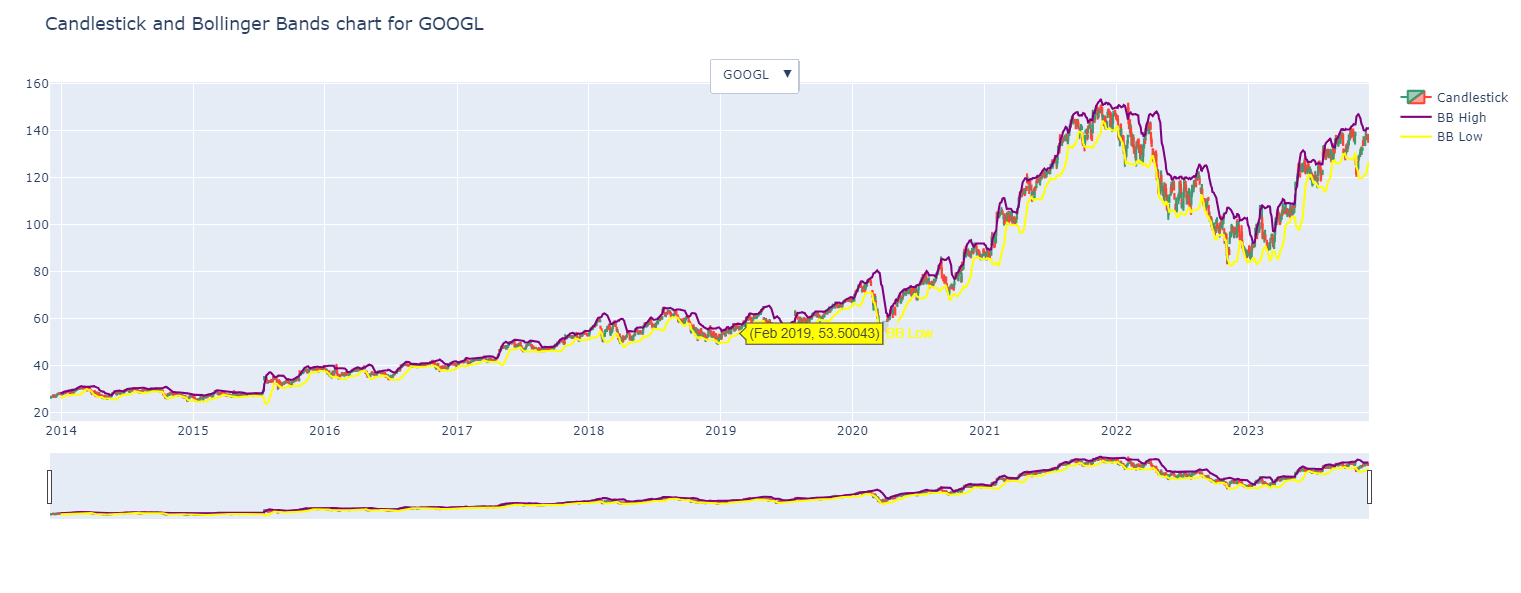 Candlestick and Bollinger Bands chart for GOOGL
GOOGL ▼
160
140
120
100
80
60
40
20
Candlestick
BB High
BB Low
(Feb 2019, 53.50043) BB Low
2014 2015 2016 2017 2018 2019 2020 2021 2022 2023